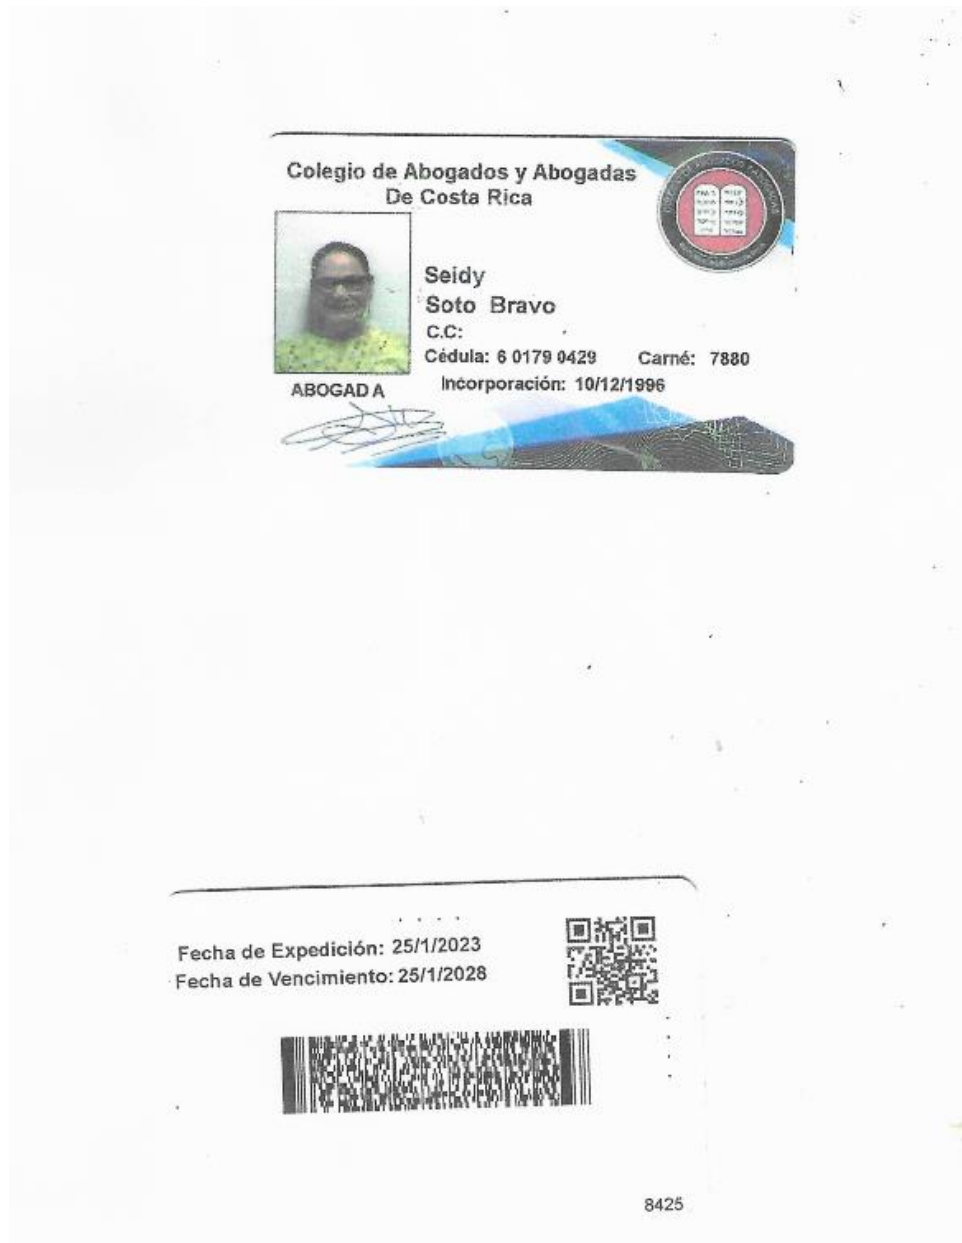 Colegio de Abogados y Abogadas
De Costa Rica
Seidy
Soto Bravo
C.C:
Cédula: 6 0179 0429 Carné: 7880
ABOGAD A
Incorporación: 10/12/1996
Fecha de Expedición: 25/1/2023
Fecha de Vencimiento: 25/1/2028
8425